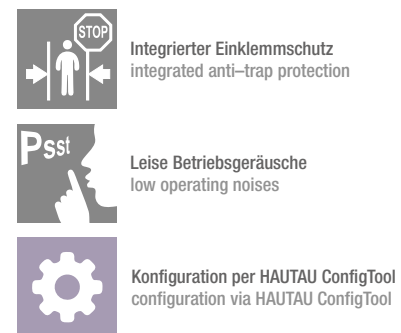 STOP
Integrierter Einklemmschutz
integrated anti–trap protection
Psst
Leise Betriebsgeräusche
low operating noises
Konfiguration per HAUTAU ConfigTool
configuration via HAUTAU ConfigTool